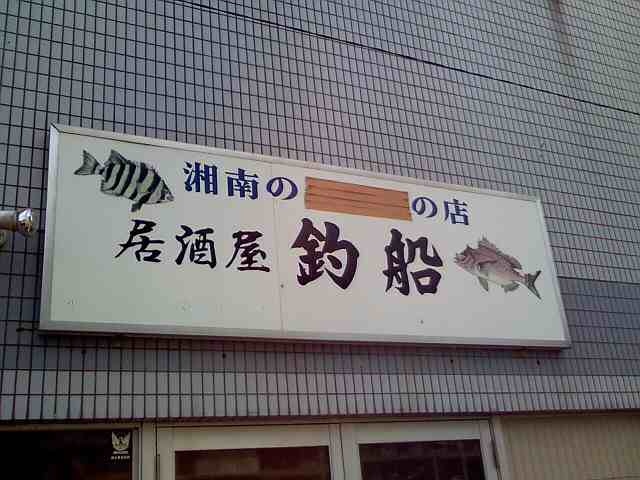 湘南の の店
居酒屋 釣船